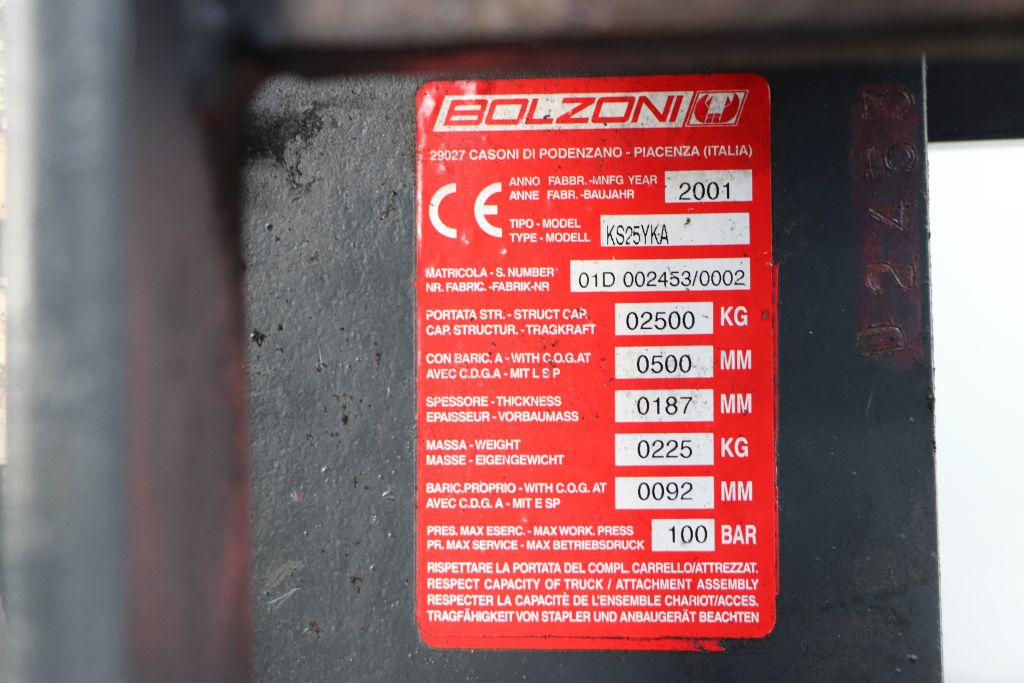 BOLZONI
29027 CASONI DI PODENZANO - PIACENZA (ITALIA)
CE
ANNO FABBR.-MNFG YEAR
ANNE FABR.-BAUJAHR
2001
TIPO - MODEL
TYPE - MODELL
KS25YKA
MATRICOLA - S. NUMBER
NR. FABRIC. -FABRIK-NR
01D 002453/0002
PORTATA STR. - STRUCT CAP.
CAP. STRUCTUR. - TRAGKRAFT
02500 KG
CON BARIC. A - WITH C.O.G.AT
AVEC C.D.G.A - MIT L S P
0500 MM
SPESSORE - THICKNESS
EPAISSEUR - VORBAUMASS
0187 MM
MASSA - WEIGHT
MASSE - EIGENGEWICHT
0225 KG
BARIC.PROPRIO - WITH C.O.G. AT
AVEC C.D.G. A - MIT E SP
0092 MM
PRES. MAX ESERC. - MAX WORK. PRESS
PR. MAX SERVICE - MAX BETRIEBSDRUCK
100 BAR
RISPETTARE LA PORTATA DEL COMPL. CARRELLO/ATTREZZAT.
RESPECT CAPACITY OF TRUCK / ATTACHMENT ASSEMBLY
RESPECTER LA CAPACITÈ DE L'ENSEMBLE CHARIOT/ACCES.
TRAGFÄHIGKEIT VON STAPLER UND ANBAUGERÄT BEACHTEN
D2453